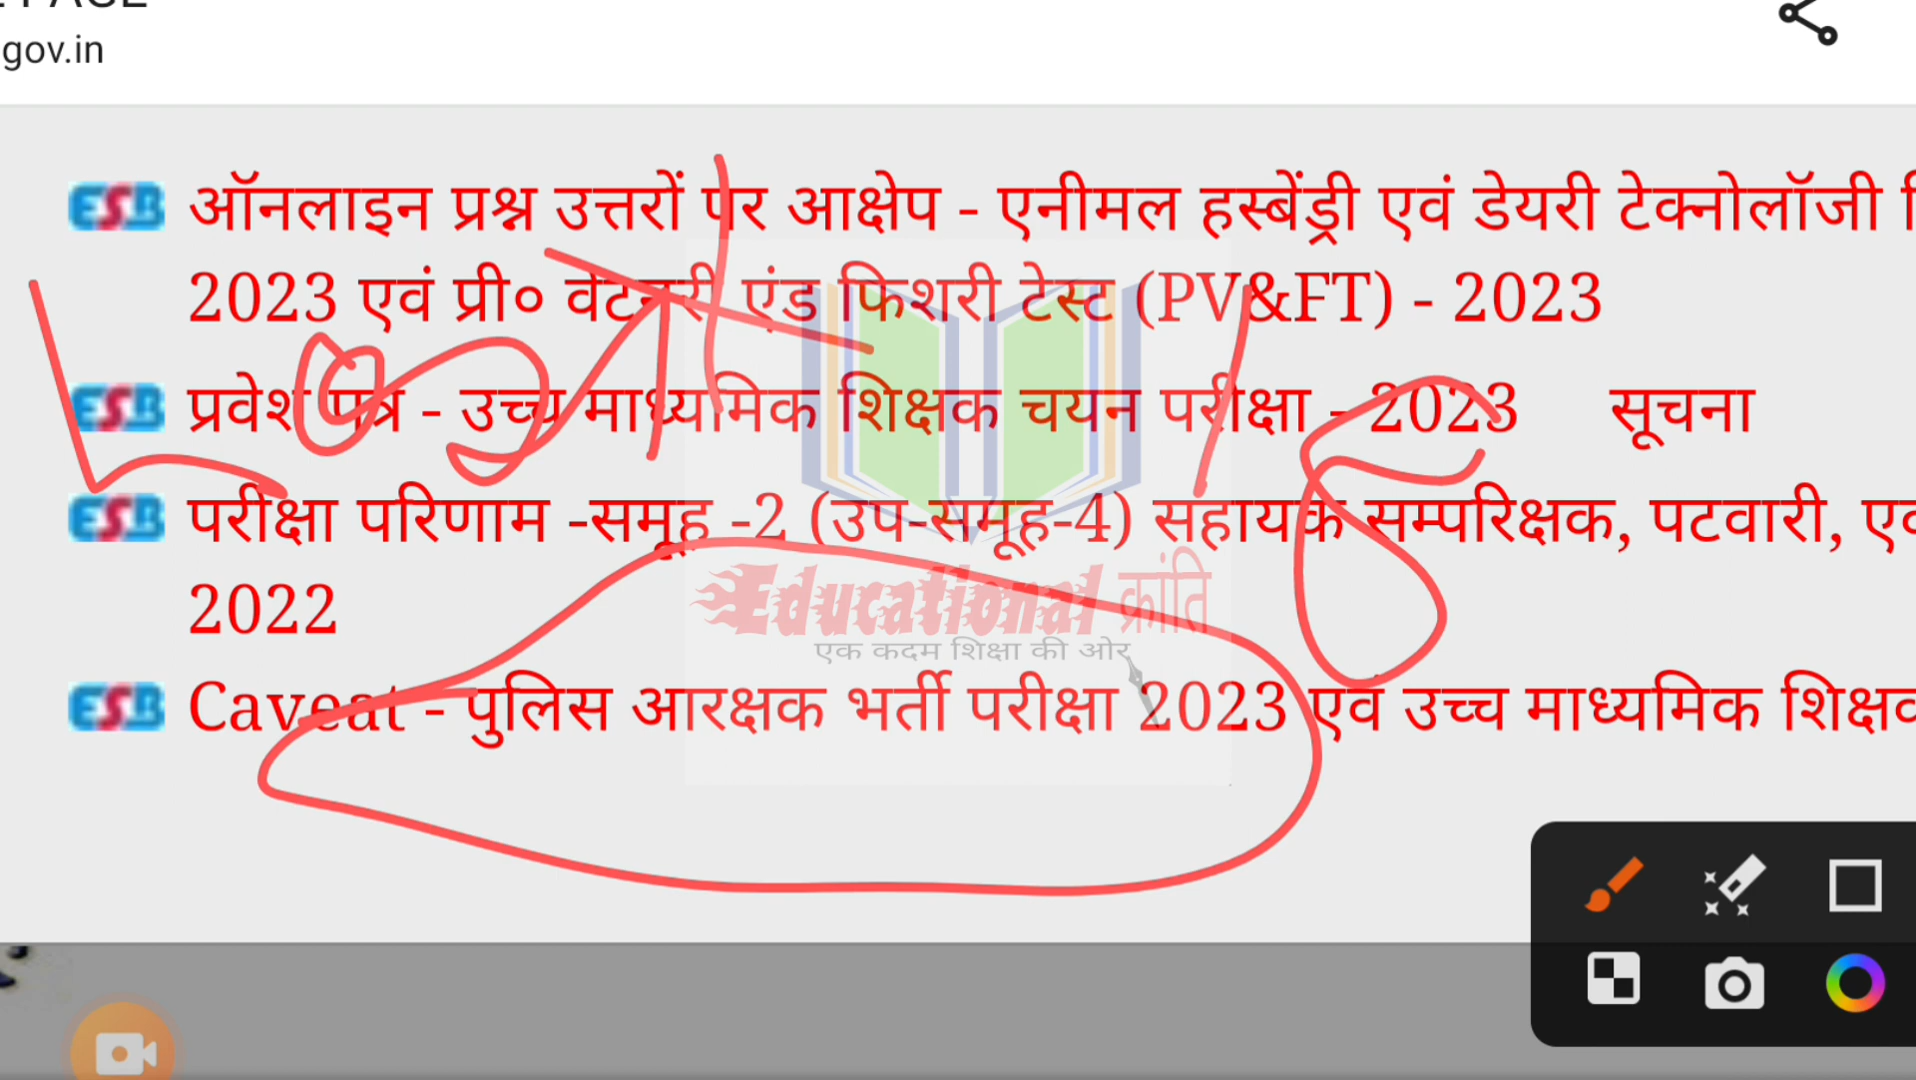 gov.in
ESB ऑनलाइन प्रश्न उत्तरों पर आक्षेप - एनीमल हस्बेंड्री एवं डेयरी टेक्नोलॉजी
2023 एवं प्री० वेटनरी एंड फिशरी टेस्ट (PV&FT) - 2023
ESB प्रवेश पत्र - उच्च माध्यमिक शिक्षक चयन परीक्षा - 2023 सूचना
ESB परीक्षा परिणाम -समूह -2 (उप-समूह-4) सहायक सम्परिक्षक, पटवारी,
2022
Educational क्रांति
एक कदम शिक्षा की ओर
ESB Caveat - पुलिस आरक्षक भर्ती परीक्षा 2023 एवं उच्च माध्यमिक